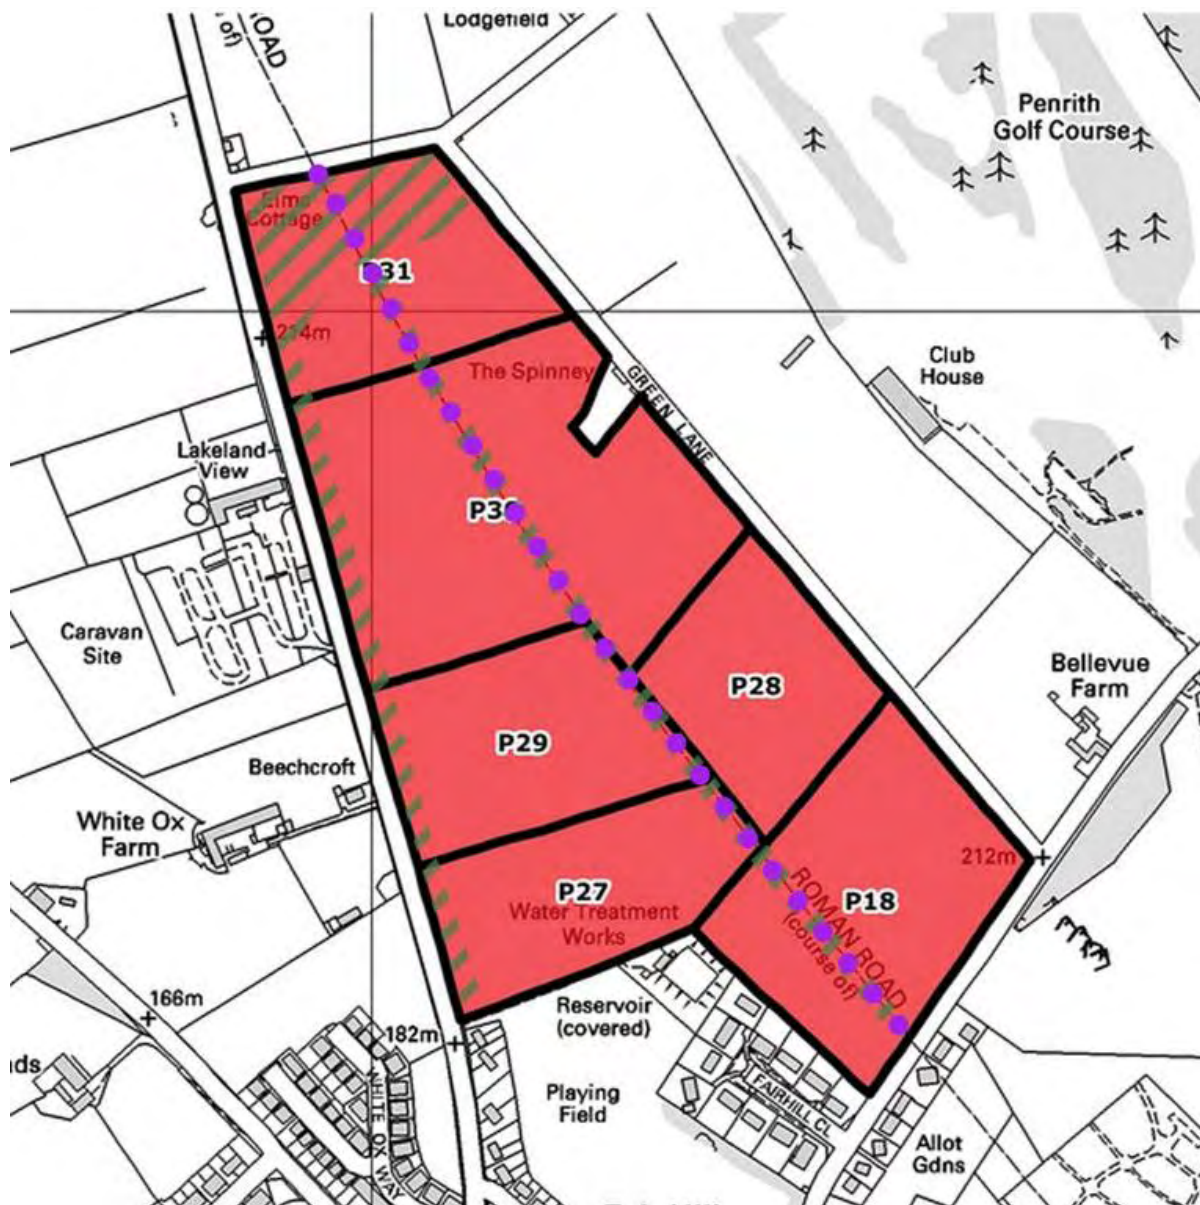 ROAD
of)
Lodgefield
Penrith
Golf Course
Elms
Cottage
P31
214m
The Spinney
Club
House
GREEN LANE
Lakeland
View
P30
Caravan
Site
Bellevue
Farm
P28
P29
Beechcroft
White Ox
Farm
212m
P27
P18
Water Treatment
Works
ROMAN ROAD
(course of)
166m
Reservoir
(covered)
182m
Playing
Field
FAIRHILL CL
WHITE OX WAY
Allot
Gdns